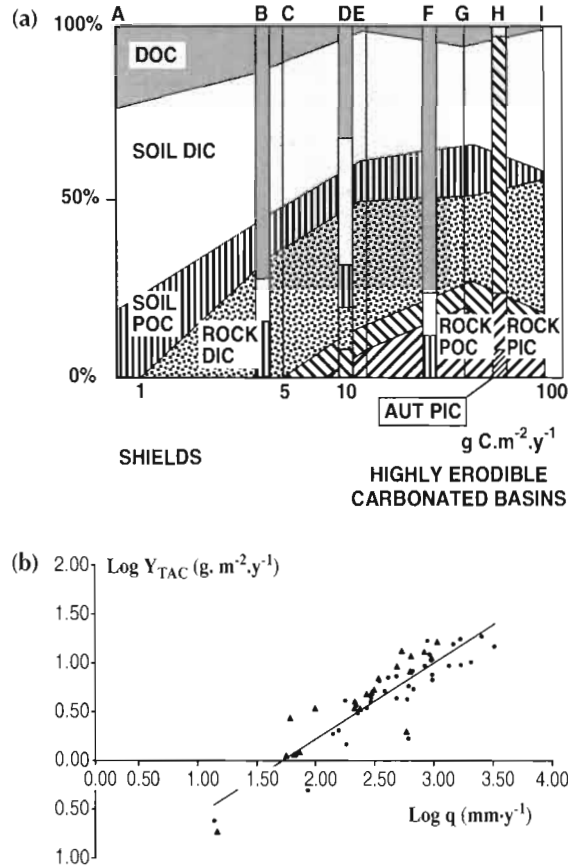 (a)
A B C D E F G H I
100%
DOC
SOIL DIC
50%
SOIL POC
ROCK DIC
ROCK POC
ROCK PIC
0%
1 5 10 100
AUT PIC
g C.m-2.y-1
SHIELDS
HIGHLY ERODIBLE
CARBONATED BASINS
(b)
Log YTAC (g. m-2.y-1)
2.00
1.50
1.00
0.50
0.00
0.00 0.50 1.00 1.50 2.00 2.50 3.00 3.50 4.00
0.50
1.00
Log q (mm·y-1)